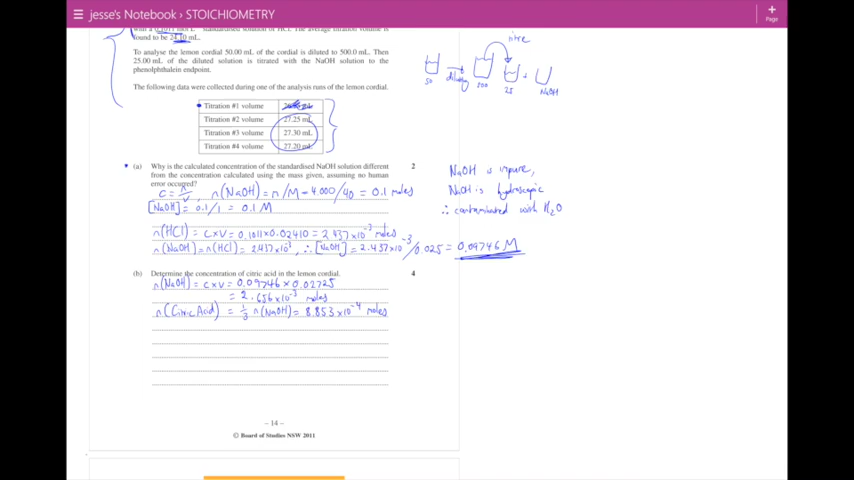 jesse's Notebook › STOICHIOMETRY
Page
found to be 24.10 mL.
To analyse the lemon cordial 50.00 mL of the cordial is diluted to 500.0 mL. Then
25.00 mL of the diluted solution is titrated with the NaOH solution to the
phenolphthalein endpoint.
The following data were collected during one of the analysis runs of the lemon cordial.
Titration #1 volume
Titration #2 volume 27.25 mL
Titration #3 volume 27.30 mL
Titration #4 volume 27.20 mL
50
dilute
500
25
NaOH
(a) Why is the calculated concentration of the standardised NaOH solution different
from the concentration calculated using the mass given, assuming no human
error occurred?
2
C = n/V n(NaOH) = n/M = 4.000/40 = 0.1 moles
[NaOH] = 0.1/1 = 0.1 M
n(HCl) = C x V = 0.1011 x 0.02410 = 2.437 x 10⁻³ moles
n(NaOH) = n(HCl) = 2.437 x 10⁻³, ∴ [NaOH] = 2.437 x 10⁻³/0.025 = 0.09746 M
NaOH is impure,
NaOH is hydroscopic
∴ contaminated with H₂O
(b) Determine the concentration of citric acid in the lemon cordial.
4
n(NaOH) = C x V = 0.09746 x 0.02725
= 2.656 x 10⁻³ moles
n(Citric Acid) = 1/3 n(NaOH) = 8.853 x 10⁻⁴ moles
– 14 –
© Board of Studies NSW 2011